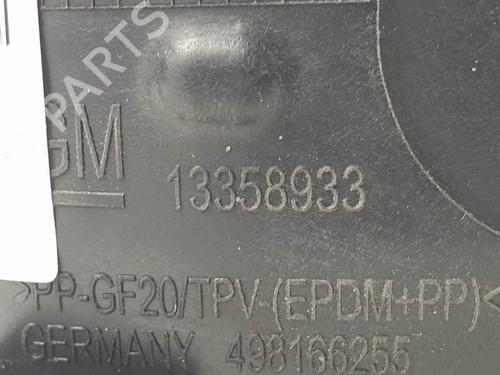 PARTS
GM 13358933
>PP-GF20/TPV-(EPDM+PP)<
GERMANY 498166255